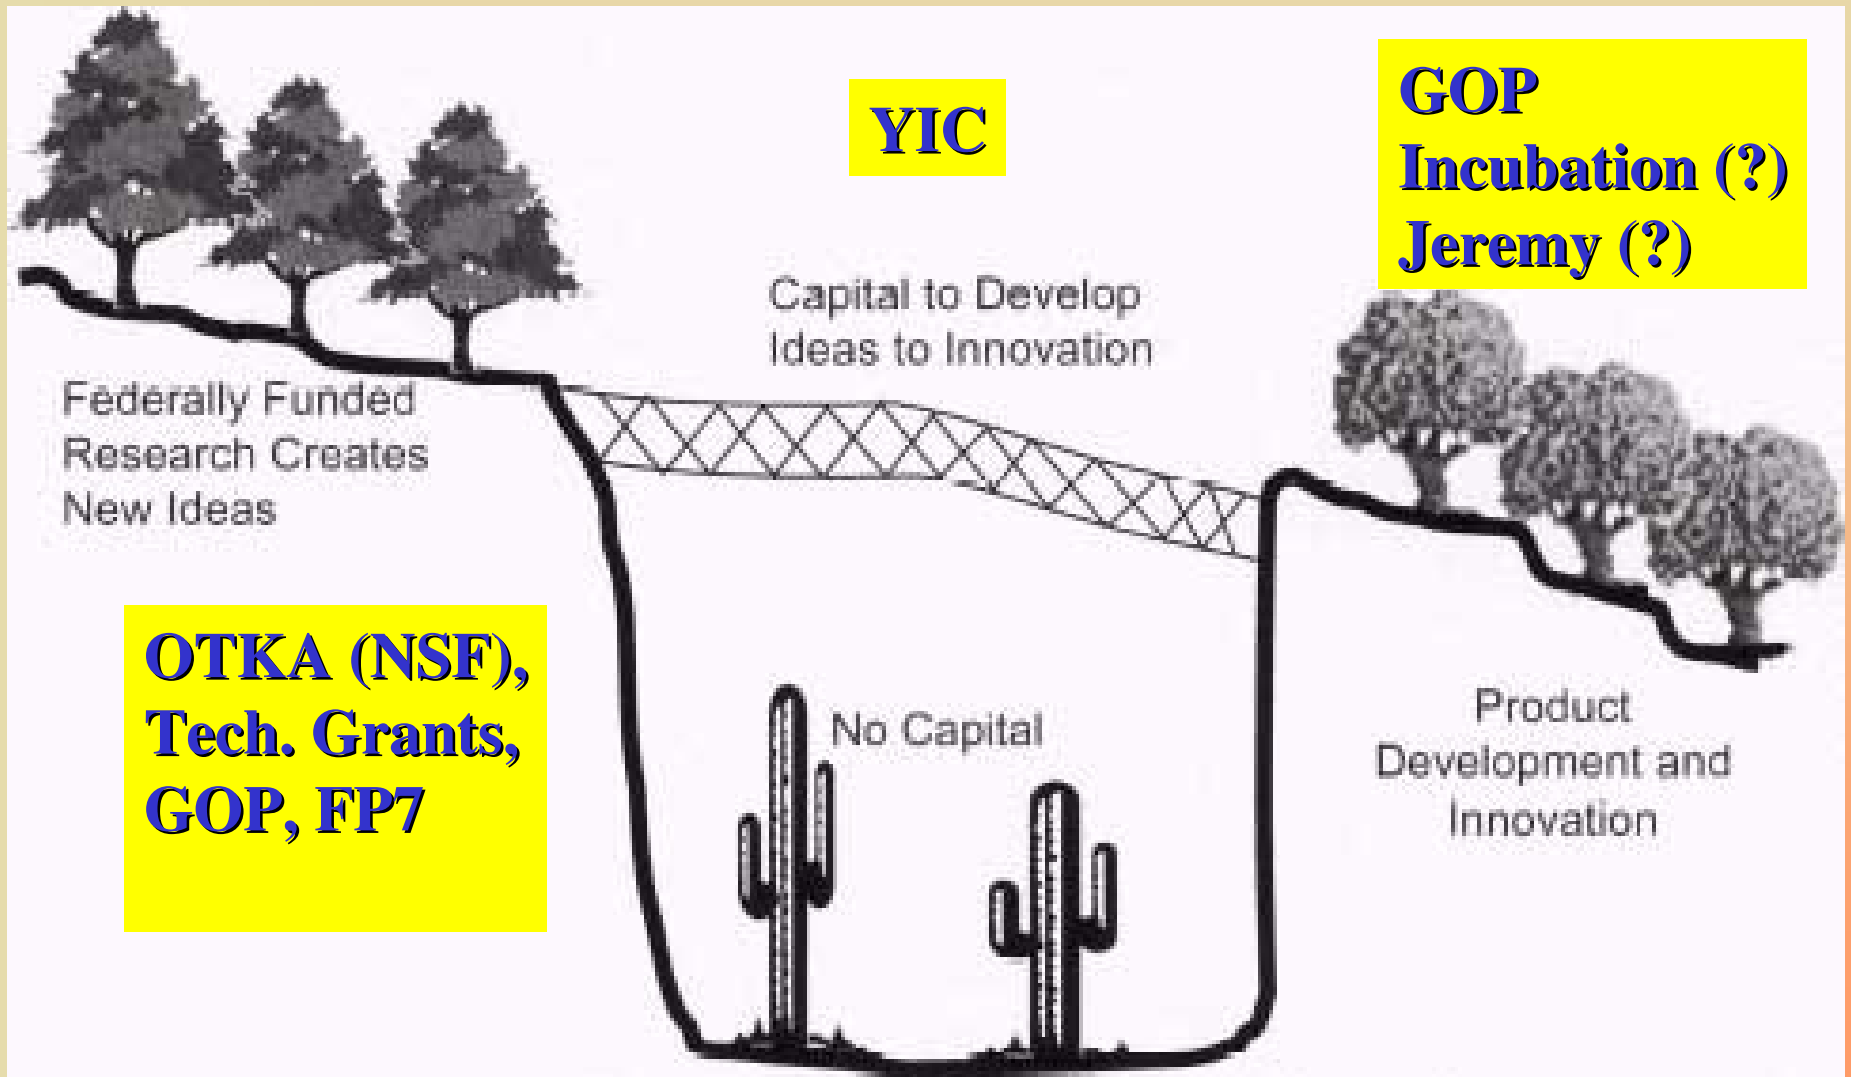 YIC
GOP
Incubation (?)
Jeremy (?)
Capital to Develop
Ideas to Innovation
Federally Funded
Research Creates
New Ideas
OTKA (NSF),
Tech. Grants,
GOP, FP7
No Capital
Product
Development and
Innovation